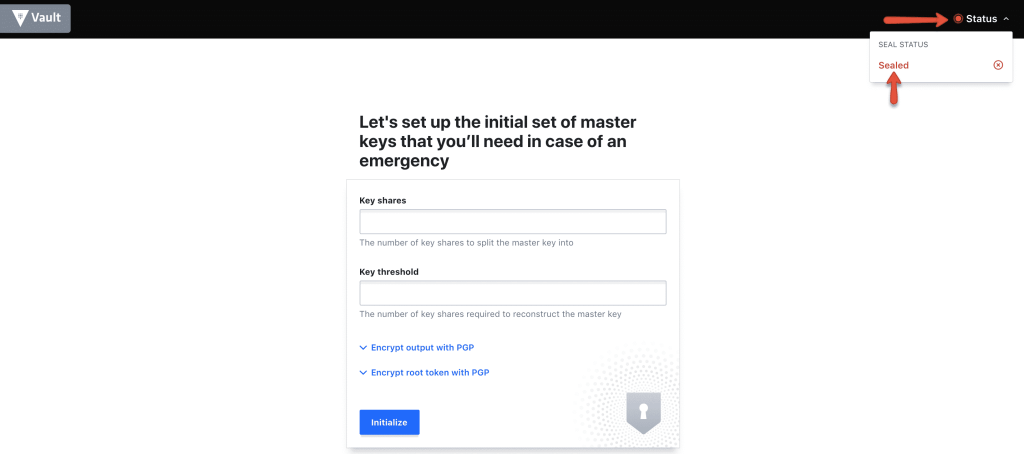 Vault
Status
SEAL STATUS
Sealed
Let's set up the initial set of master
keys that you’ll need in case of an
emergency
Key shares
The number of key shares to split the master key into
Key threshold
The number of key shares required to reconstruct the master key
Encrypt output with PGP
Encrypt root token with PGP
Initialize